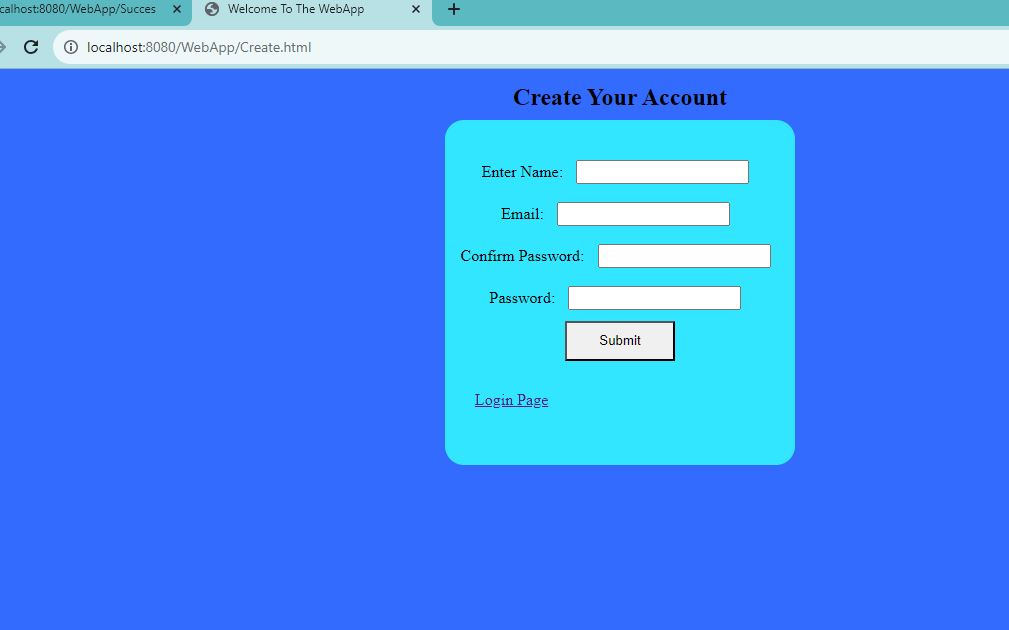 calhost:8080/WebApp/Succes
Welcome To The WebApp
localhost:8080/WebApp/Create.html
Create Your Account
Enter Name:
Email:
Confirm Password:
Password:
Submit
Login Page